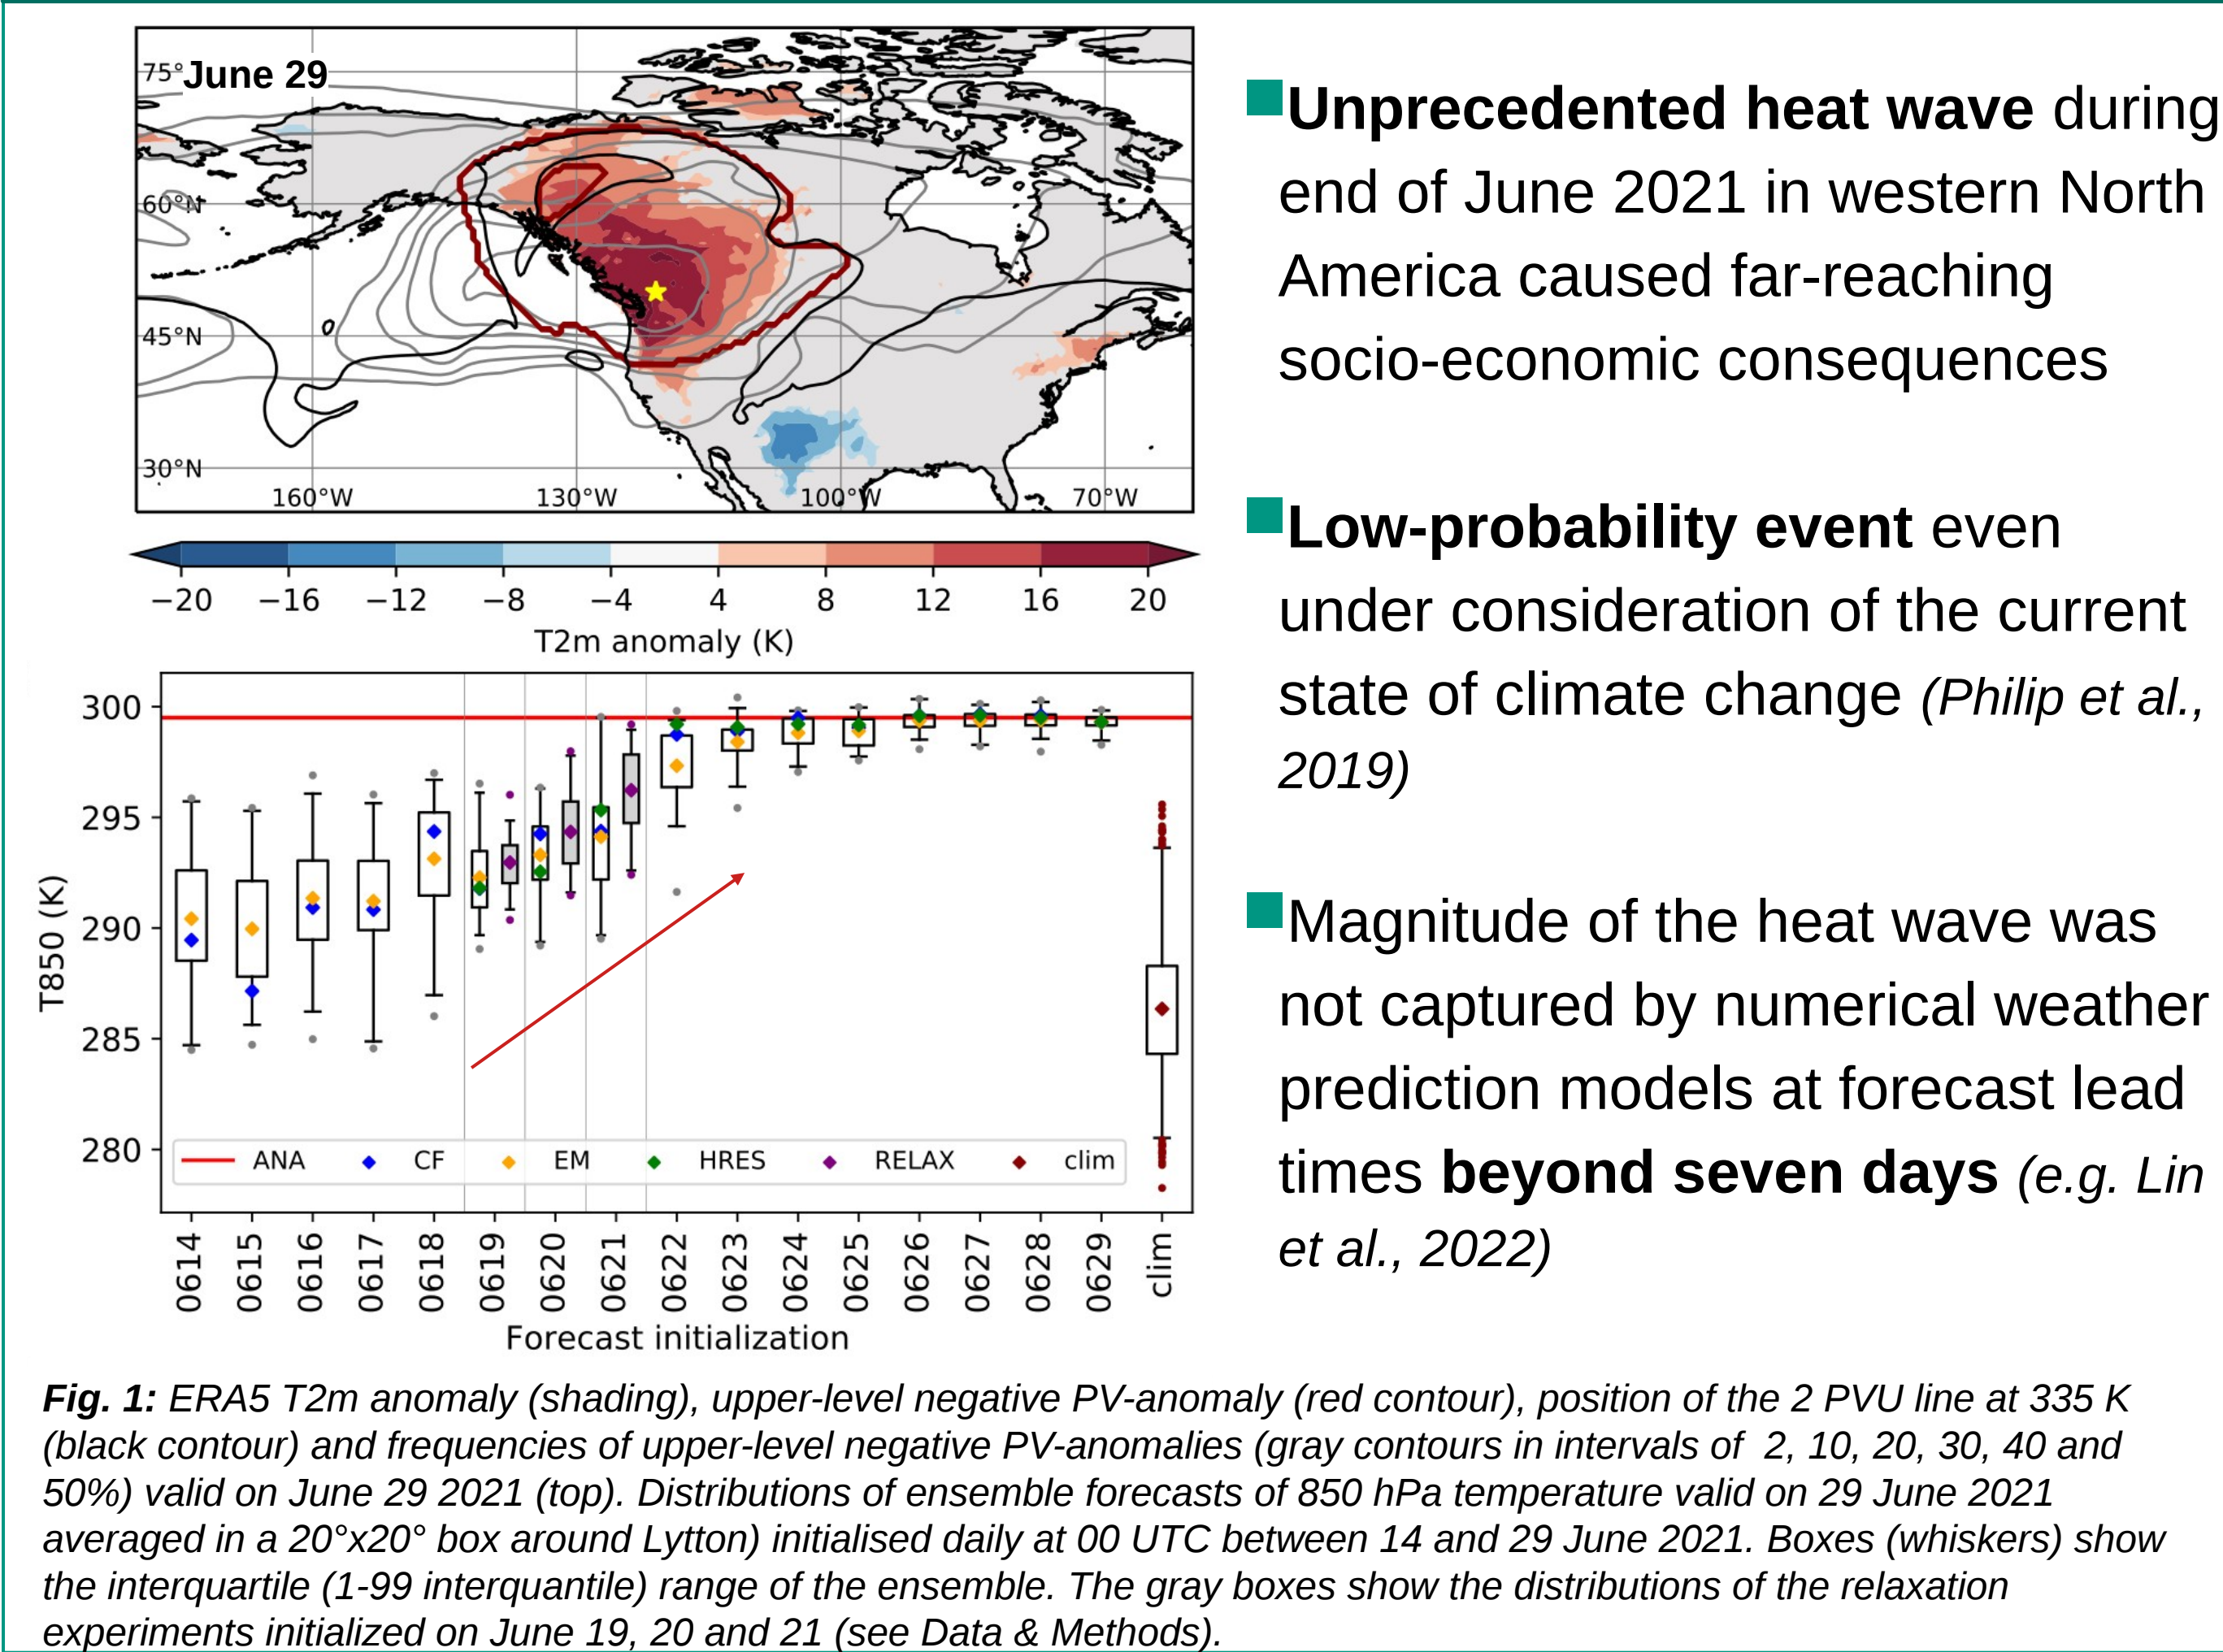 June 29
75°
60°N
45°N
30°N
160°W 130°W 100°W 70°W
−20 −16 −12 −8 −4 4 8 12 16 20
T2m anomaly (K)
300
295
290
285
280
T850 (K)
ANA CF EM HRES RELAX clim
0614 0615 0616 0617 0618 0619 0620 0621 0622 0623 0624 0625 0626 0627 0628 0629 clim
Forecast initialization
Unprecedented heat wave during
end of June 2021 in western North
America caused far-reaching
socio-economic consequences
Low-probability event even
under consideration of the current
state of climate change (Philip et al.,
2019)
Magnitude of the heat wave was
not captured by numerical weather
prediction models at forecast lead
times beyond seven days (e.g. Lin
et al., 2022)
Fig. 1: ERA5 T2m anomaly (shading), upper-level negative PV-anomaly (red contour), position of the 2 PVU line at 335 K
(black contour) and frequencies of upper-level negative PV-anomalies (gray contours in intervals of 2, 10, 20, 30, 40 and
50%) valid on June 29 2021 (top). Distributions of ensemble forecasts of 850 hPa temperature valid on 29 June 2021
averaged in a 20°x20° box around Lytton) initialised daily at 00 UTC between 14 and 29 June 2021. Boxes (whiskers) show
the interquartile (1-99 interquantile) range of the ensemble. The gray boxes show the distributions of the relaxation
experiments initialized on June 19, 20 and 21 (see Data & Methods).